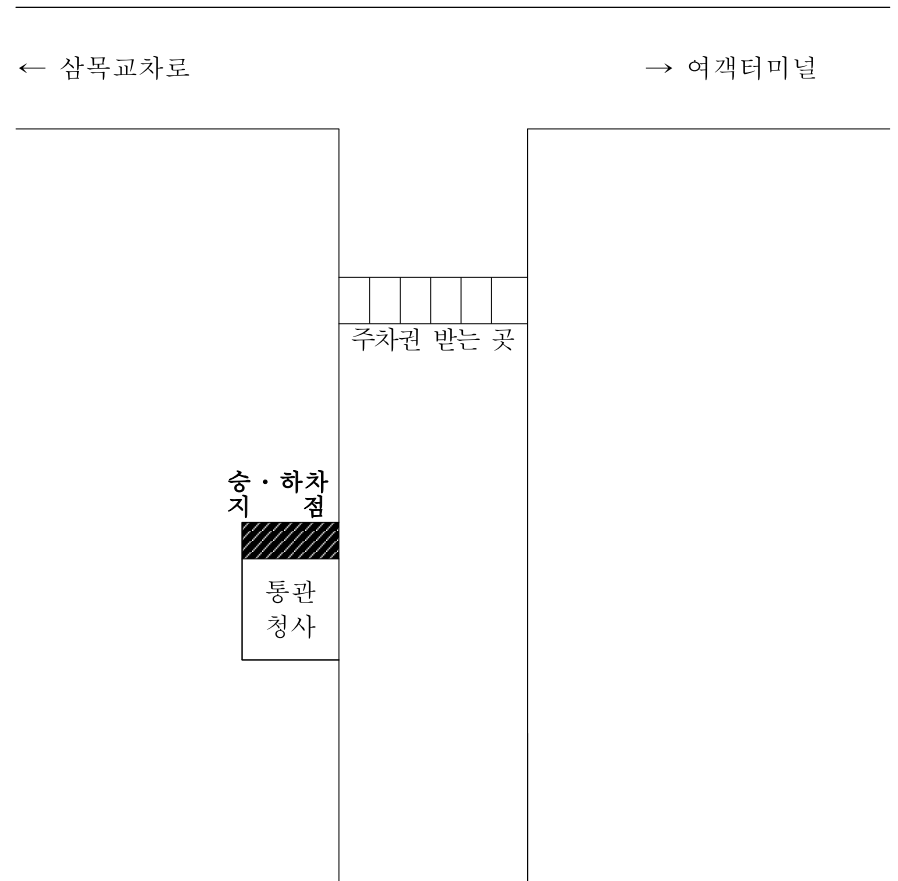 ← 삼목교차로
→ 여객터미널
주차권 받는 곳
승 · 하차
지 점
통관
청사